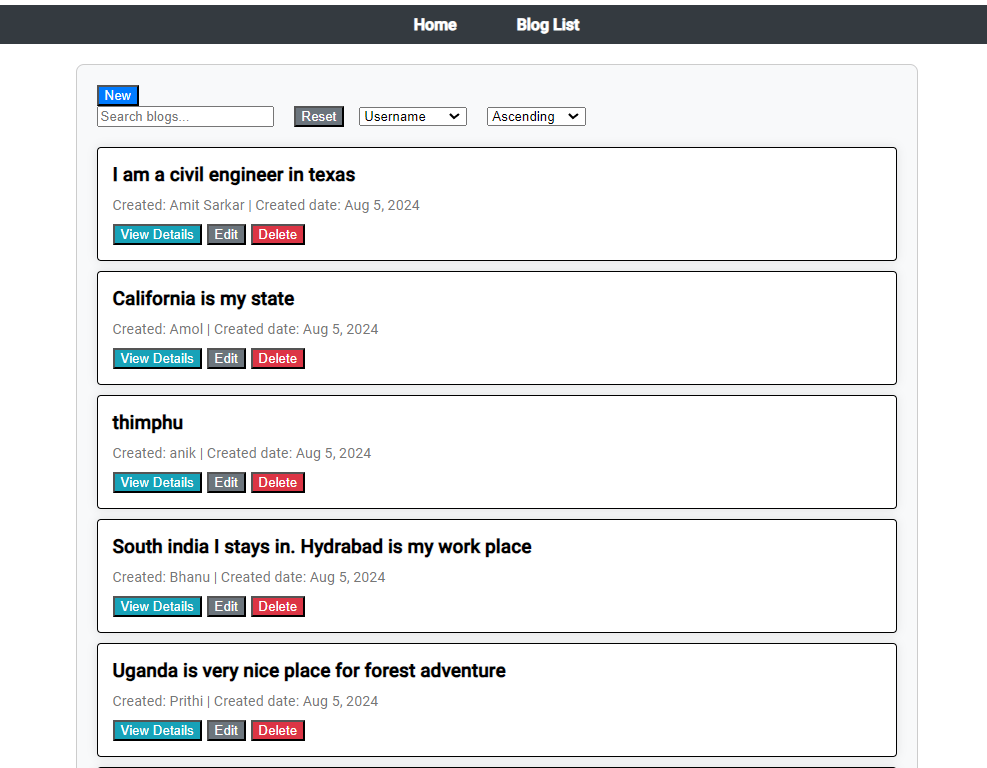 Home Blog List
New
Search blogs... Reset Username Ascending
I am a civil engineer in texas
Created: Amit Sarkar | Created date: Aug 5, 2024
View Details Edit Delete
California is my state
Created: Amol | Created date: Aug 5, 2024
View Details Edit Delete
thimphu
Created: anik | Created date: Aug 5, 2024
View Details Edit Delete
South india I stays in. Hydrabad is my work place
Created: Bhanu | Created date: Aug 5, 2024
View Details Edit Delete
Uganda is very nice place for forest adventure
Created: Prithi | Created date: Aug 5, 2024
View Details Edit Delete